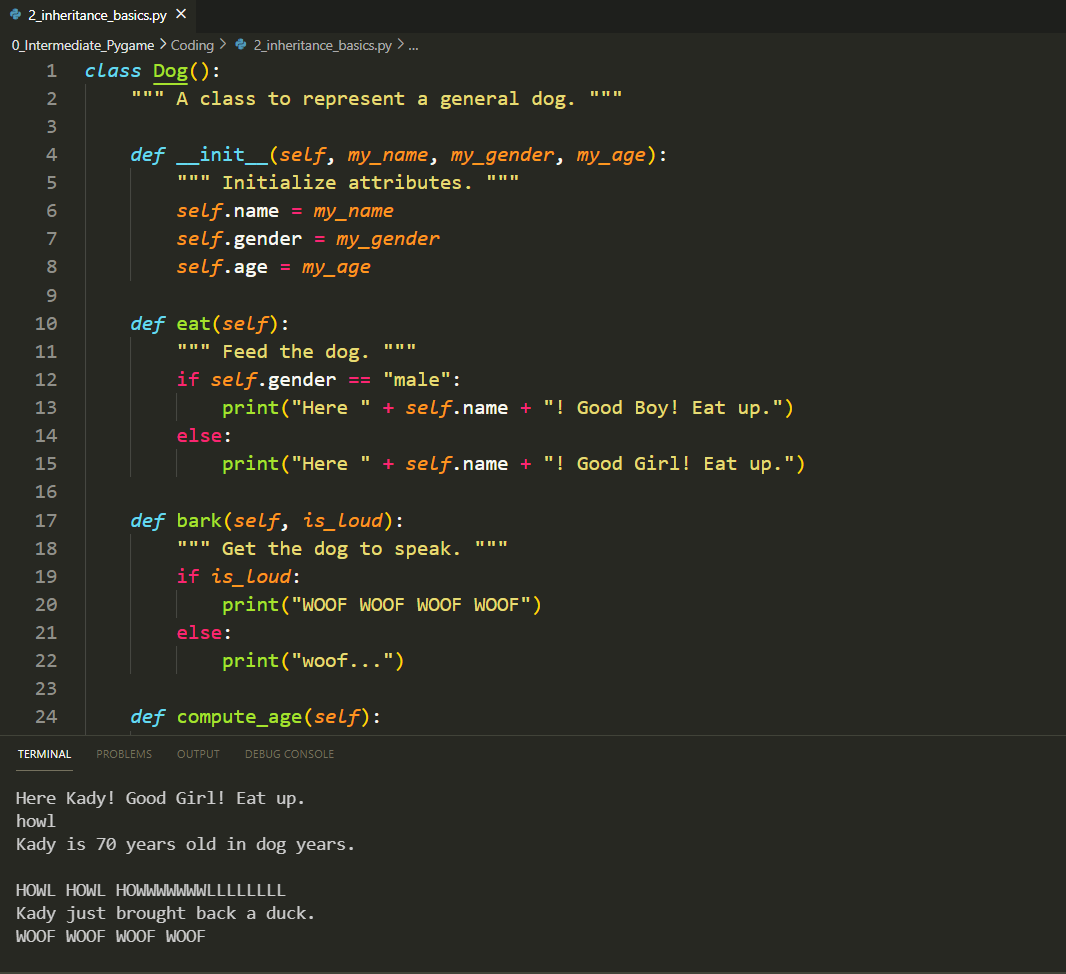 2_inheritance_basics.py ×
0_Intermediate_Pygame > Coding > 2_inheritance_basics.py > ...
1 class Dog():
2     """ A class to represent a general dog. """
3
4     def __init__(self, my_name, my_gender, my_age):
5         """ Initialize attributes. """
6         self.name = my_name
7         self.gender = my_gender
8         self.age = my_age
9
10     def eat(self):
11         """ Feed the dog. """
12         if self.gender == "male":
13             print("Here " + self.name + "! Good Boy! Eat up.")
14         else:
15             print("Here " + self.name + "! Good Girl! Eat up.")
16
17     def bark(self, is_loud):
18         """ Get the dog to speak. """
19         if is_loud:
20             print("WOOF WOOF WOOF WOOF")
21         else:
22             print("woof...")
23
24     def compute_age(self):
TERMINAL PROBLEMS OUTPUT DEBUG CONSOLE
Here Kady! Good Girl! Eat up.
howl
Kady is 70 years old in dog years.
HOWL HOWL HOWWWWWWWLLLLLLLL
Kady just brought back a duck.
WOOF WOOF WOOF WOOF